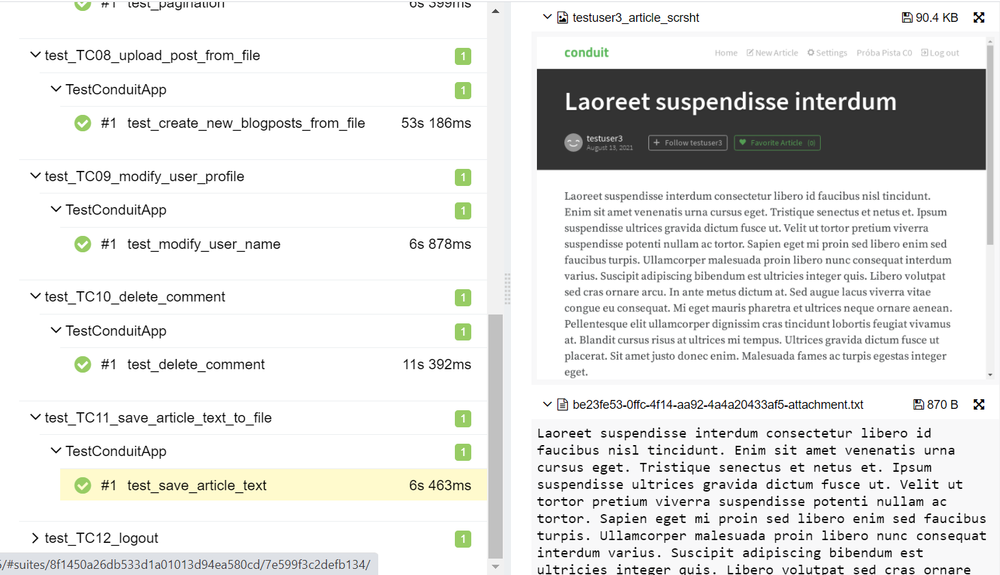 #1 test_pagination 6s 399ms
test_TC08_upload_post_from_file 1
TestConduitApp 1
#1 test_create_new_blogposts_from_file 53s 186ms
test_TC09_modify_user_profile 1
TestConduitApp 1
#1 test_modify_user_name 6s 878ms
test_TC10_delete_comment 1
TestConduitApp 1
#1 test_delete_comment 11s 392ms
test_TC11_save_article_text_to_file 1
TestConduitApp 1
#1 test_save_article_text 6s 463ms
test_TC12_logout 1
/#suites/8f1450a26db533d1a01013d94ea580cd/7e599f3c2defb134/
testuser3_article_scrsht 90.4 KB
conduit Home New Article Settings Próba Pista C0 Log out
Laoreet suspendisse interdum
testuser3
August 13, 2021
+ Follow testuser3 Favorite Article (0)
Laoreet suspendisse interdum consectetur libero id faucibus nisl tincidunt.
Enim sit amet venenatis urna cursus eget. Tristique senectus et netus et. Ipsum
suspendisse ultrices gravida dictum fusce ut. Velit ut tortor pretium viverra
suspendisse potenti nullam ac tortor. Sapien eget mi proin sed libero enim sed
faucibus turpis. Ullamcorper malesuada proin libero nunc consequat interdum
varius. Suscipit adipiscing bibendum est ultricies integer quis. Libero volutpat
sed cras ornare arcu. In ante metus dictum at. Sed augue lacus viverra vitae
congue eu consequat. Mi eget mauris pharetra et ultrices neque ornare aenean.
Pellentesque elit ullamcorper dignissim cras tincidunt lobortis feugiat vivamus
at. Blandit cursus risus at ultrices mi tempus. Ultrices gravida dictum fusce ut
placerat. Sit amet justo donec enim. Malesuada fames ac turpis egestas integer
eget.
be23fe53-0ffc-4f14-aa92-4a4a20433af5-attachment.txt 870 B
Laoreet suspendisse interdum consectetur libero id
faucibus nisl tincidunt. Enim sit amet venenatis urna
cursus eget. Tristique senectus et netus et. Ipsum
suspendisse ultrices gravida dictum fusce ut. Velit ut
tortor pretium viverra suspendisse potenti nullam ac
tortor. Sapien eget mi proin sed libero enim sed faucibus
turpis. Ullamcorper malesuada proin libero nunc consequat
interdum varius. Suscipit adipiscing bibendum est
ultricies integer quis. Libero volutpat sed cras ornare